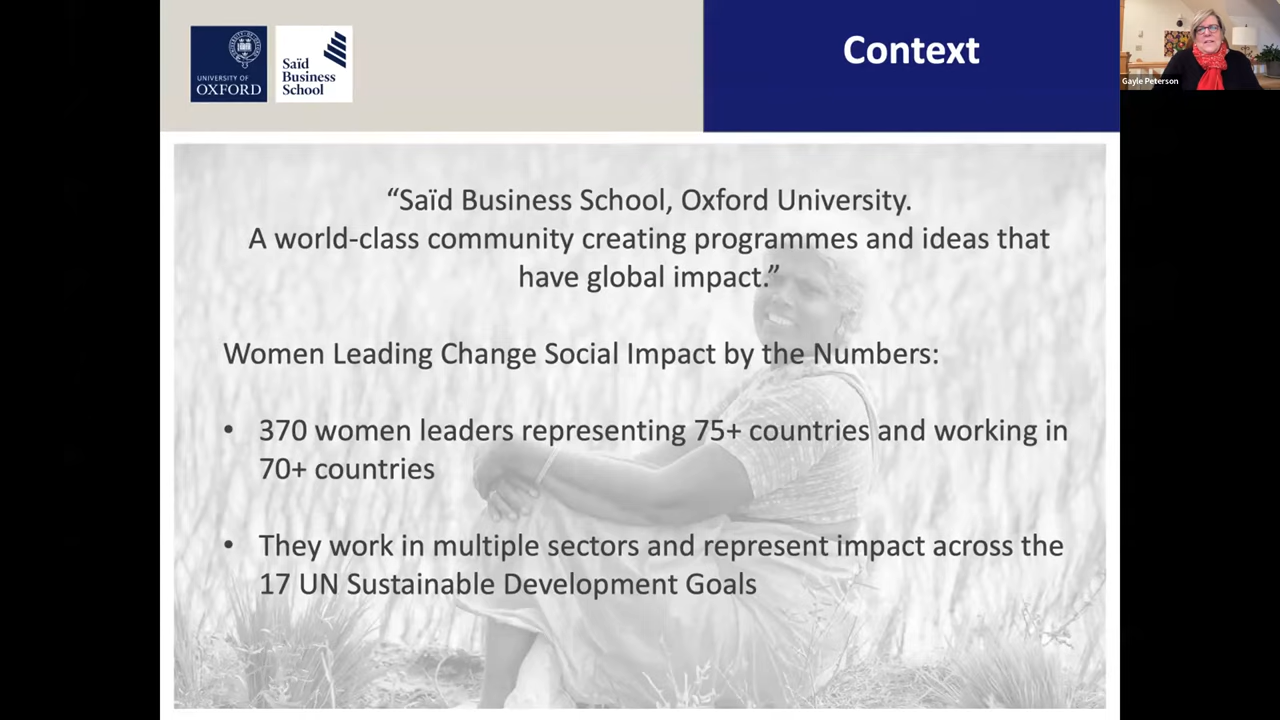 UNIVERSITY OF
OXFORD
Saïd
Business
School
Context
Gayle Peterson
“Saïd Business School, Oxford University.
A world-class community creating programmes and ideas that
have global impact.”
Women Leading Change Social Impact by the Numbers:
• 370 women leaders representing 75+ countries and working in
70+ countries
• They work in multiple sectors and represent impact across the
17 UN Sustainable Development Goals